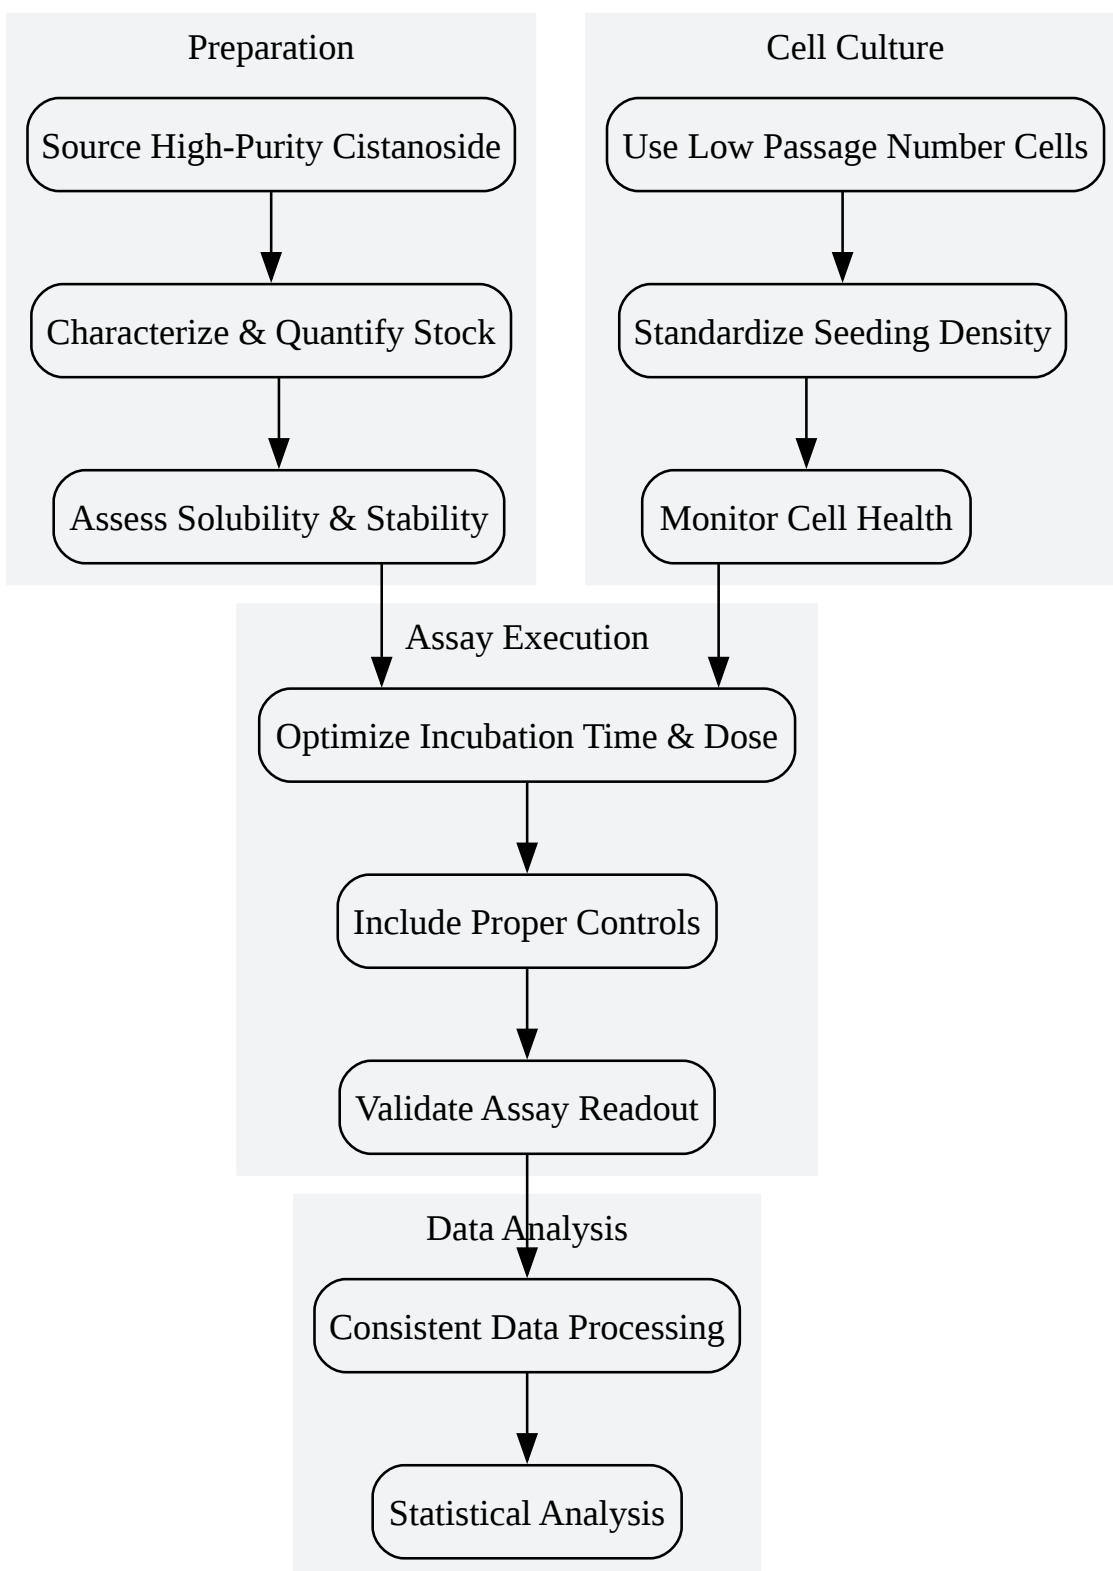 Preparation
Source High-Purity Cistanoside
Characterize & Quantify Stock
Assess Solubility & Stability
Cell Culture
Use Low Passage Number Cells
Standardize Seeding Density
Monitor Cell Health
Assay Execution
Optimize Incubation Time & Dose
Include Proper Controls
Validate Assay Readout
Data Analysis
Consistent Data Processing
Statistical Analysis